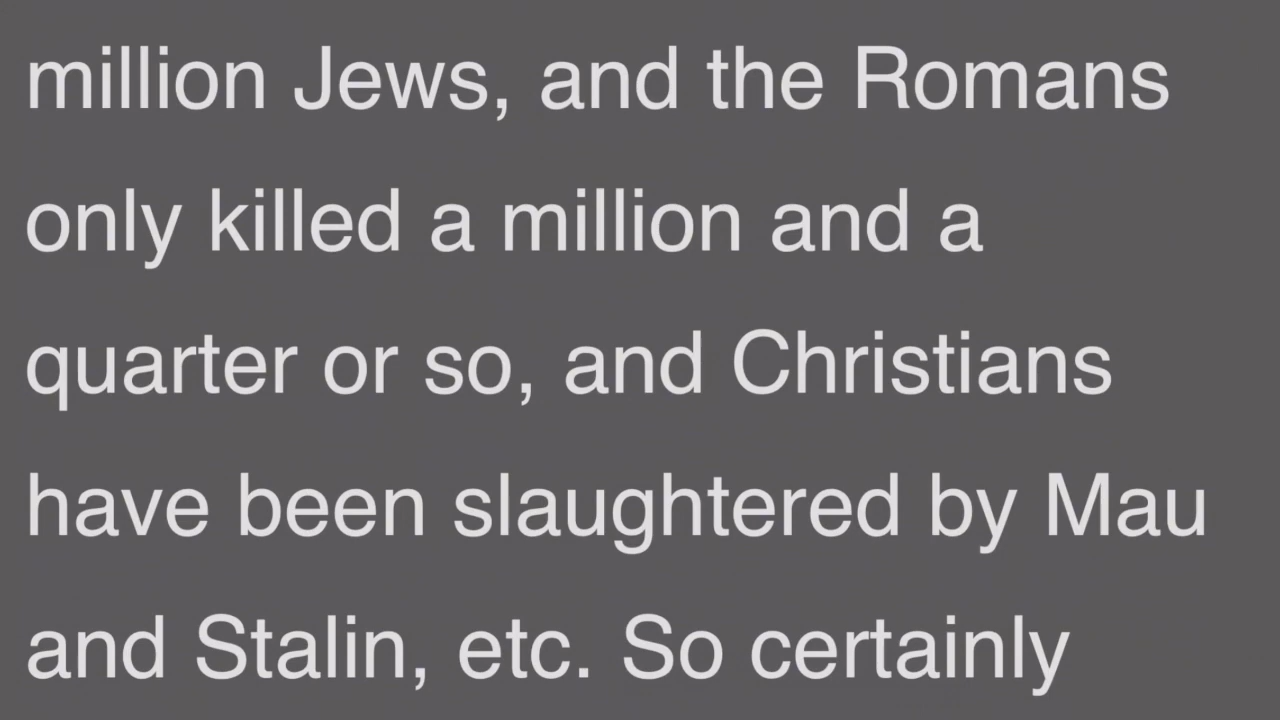 million Jews, and the Romans
only killed a million and a
quarter or so, and Christians
have been slaughtered by Mau
and Stalin, etc. So certainly